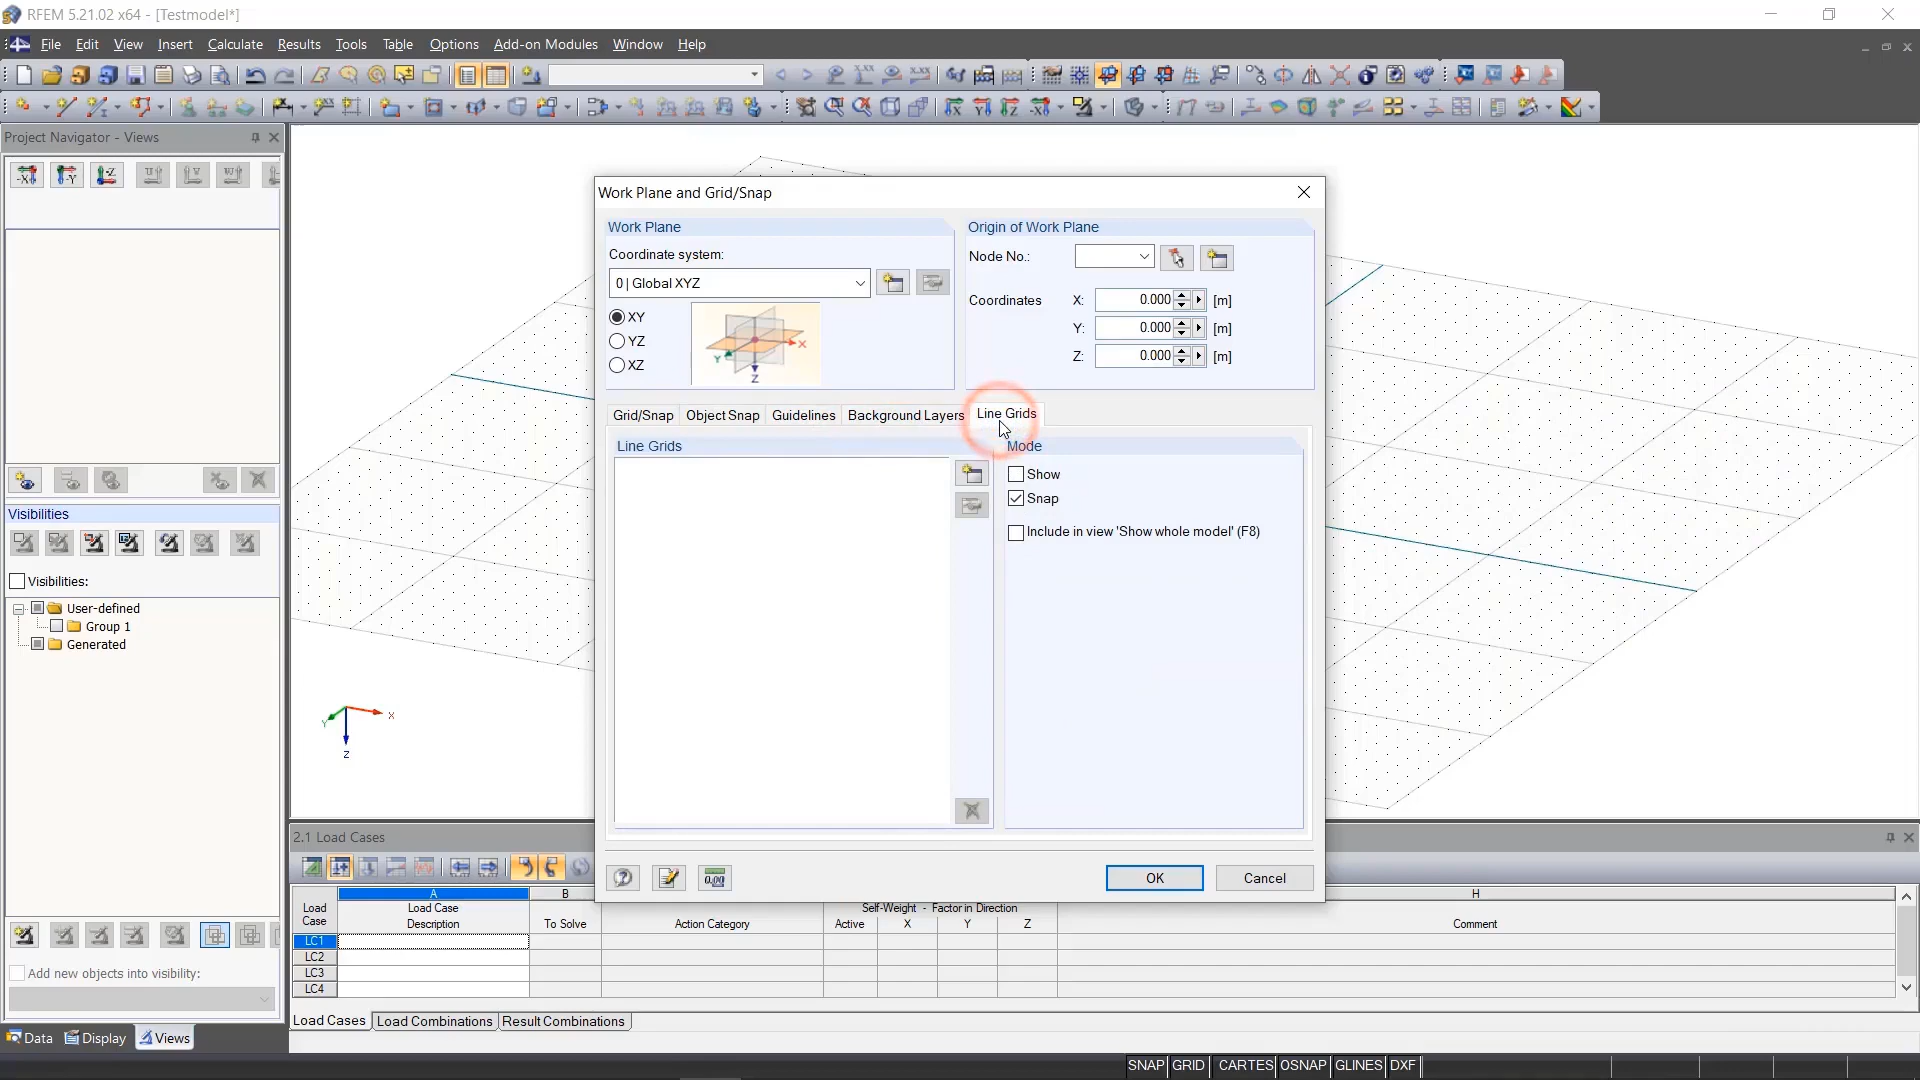 RFEM 5.21.02 x64 - [Testmodel*]
File Edit View Insert Calculate Results Tools Table Options Add-on Modules Window Help
Project Navigator - Views
Visibilities
Visibilities:
User-defined
Group 1
Generated
Add new objects into visibility:
Data Display Views
X
Y
Z
Work Plane and Grid/Snap
Work Plane
Coordinate system:
0 | Global XYZ
XY
YZ
XZ
X
Y
Z
Origin of Work Plane
Node No.:
Coordinates X: 0.000 [m]
Y: 0.000 [m]
Z: 0.000 [m]
Grid/Snap Object Snap Guidelines Background Layers Line Grids
Line Grids
Mode
Show
Snap
Include in view 'Show whole model' (F8)
0.00
OK Cancel
2.1 Load Cases
A B H
Load Case
Load Case Description
To Solve
Action Category
Self-Weight - Factor in Direction
Active X Y Z
Comment
LC1
LC2
LC3
LC4
Load Cases Load Combinations Result Combinations
SNAP GRID CARTES OSNAP GLINES DXF